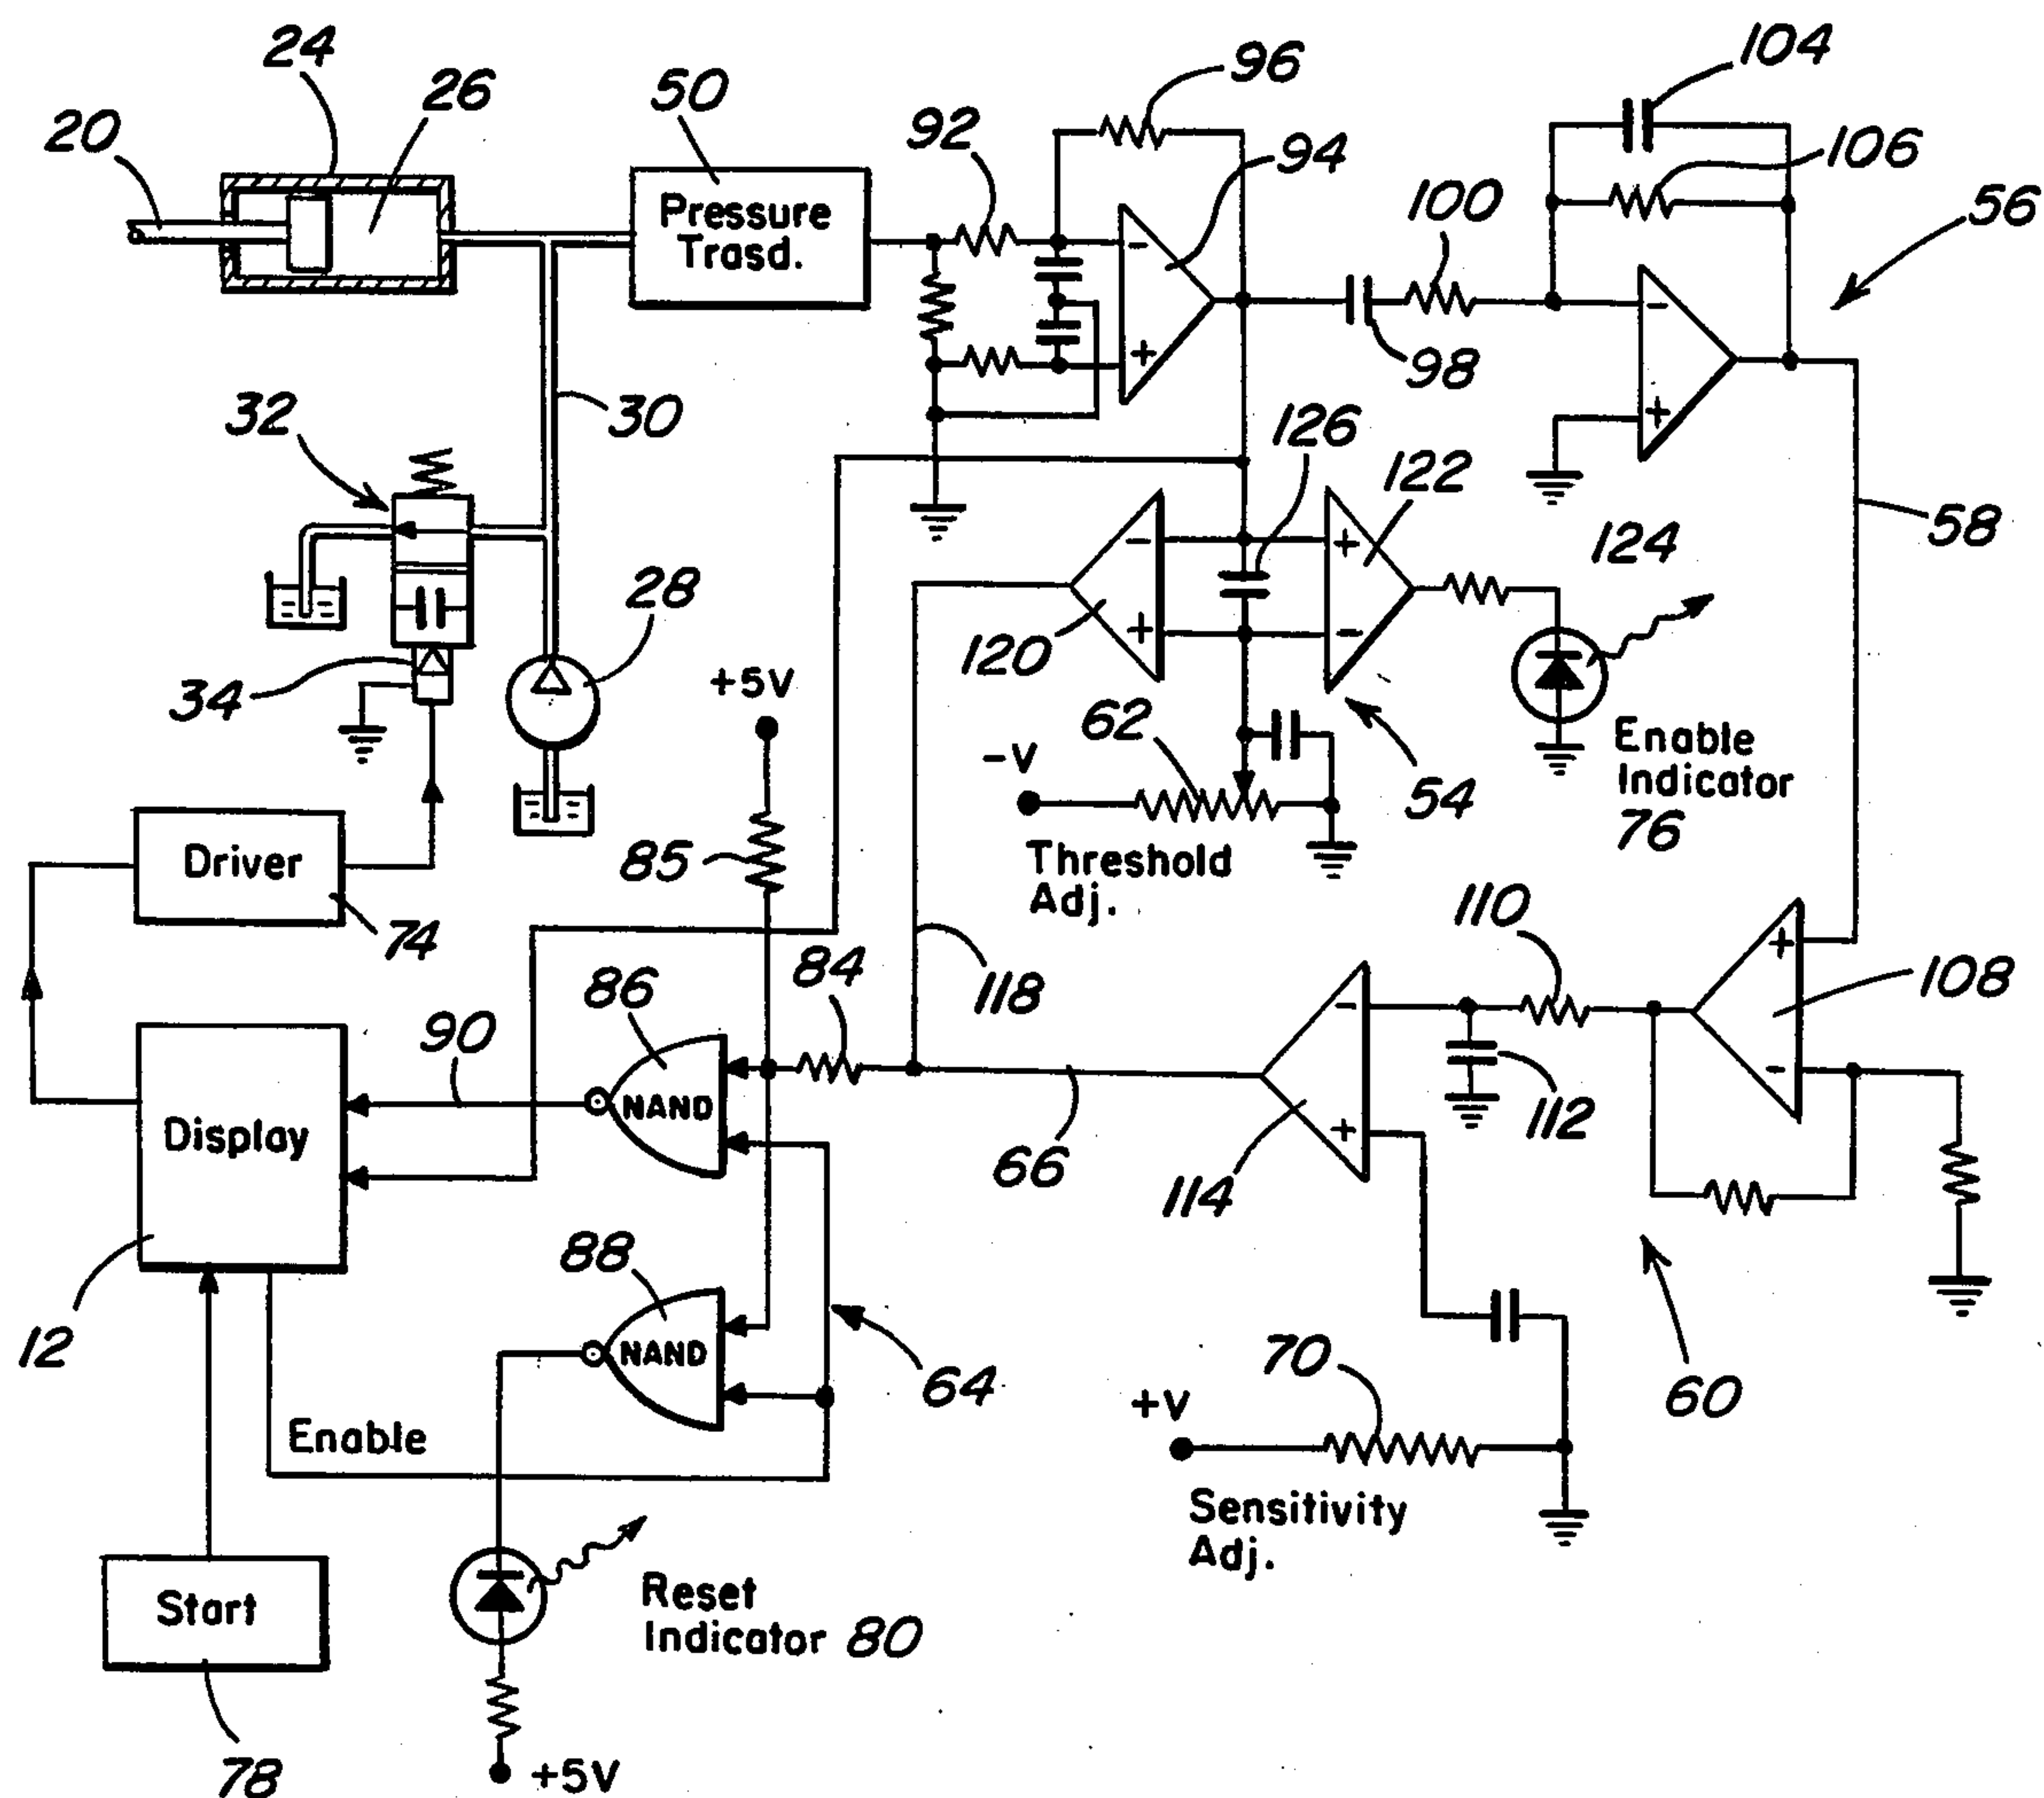 24
104
96
26
50
20
92
94
106
100
56
Pressure
Trasd.
-
-
+
98
+
32
30
126
122
58
124
-
+
28
+
-
120
+5V
34
62
Enable
Indicator
76
-V
54
85
Threshold
Adj.
Driver
110
74
84
+
108
86
118
90
-
NAND
-
112
Display
66
+
114
88
NAND
64
70
60
12
+V
Enable
Sensitivity
Adj.
Reset
Indicator 80
Start
78
+5V